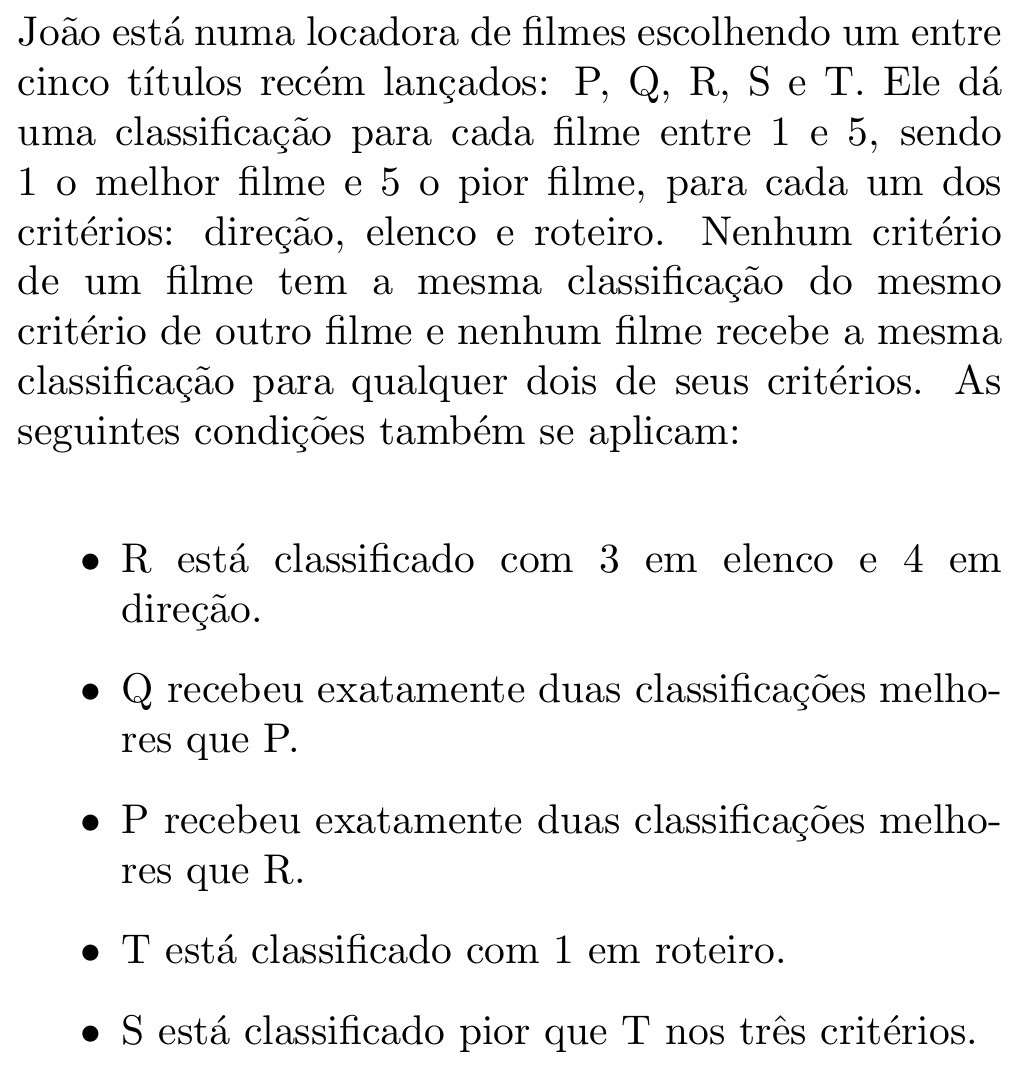 João está numa locadora de filmes escolhendo um entre
cinco títulos recém lançados: P, Q, R, S e T. Ele dá
uma classificação para cada filme entre 1 e 5, sendo
1 o melhor filme e 5 o pior filme, para cada um dos
critérios: direção, elenco e roteiro. Nenhum critério
de um filme tem a mesma classificação do mesmo
critério de outro filme e nenhum filme recebe a mesma
classificação para qualquer dois de seus critérios. As
seguintes condições também se aplicam:
• R está classificado com 3 em elenco e 4 em
direção.
• Q recebeu exatamente duas classificações melho-
res que P.
• P recebeu exatamente duas classificações melho-
res que R.
• T está classificado com 1 em roteiro.
• S está classificado pior que T nos três critérios.